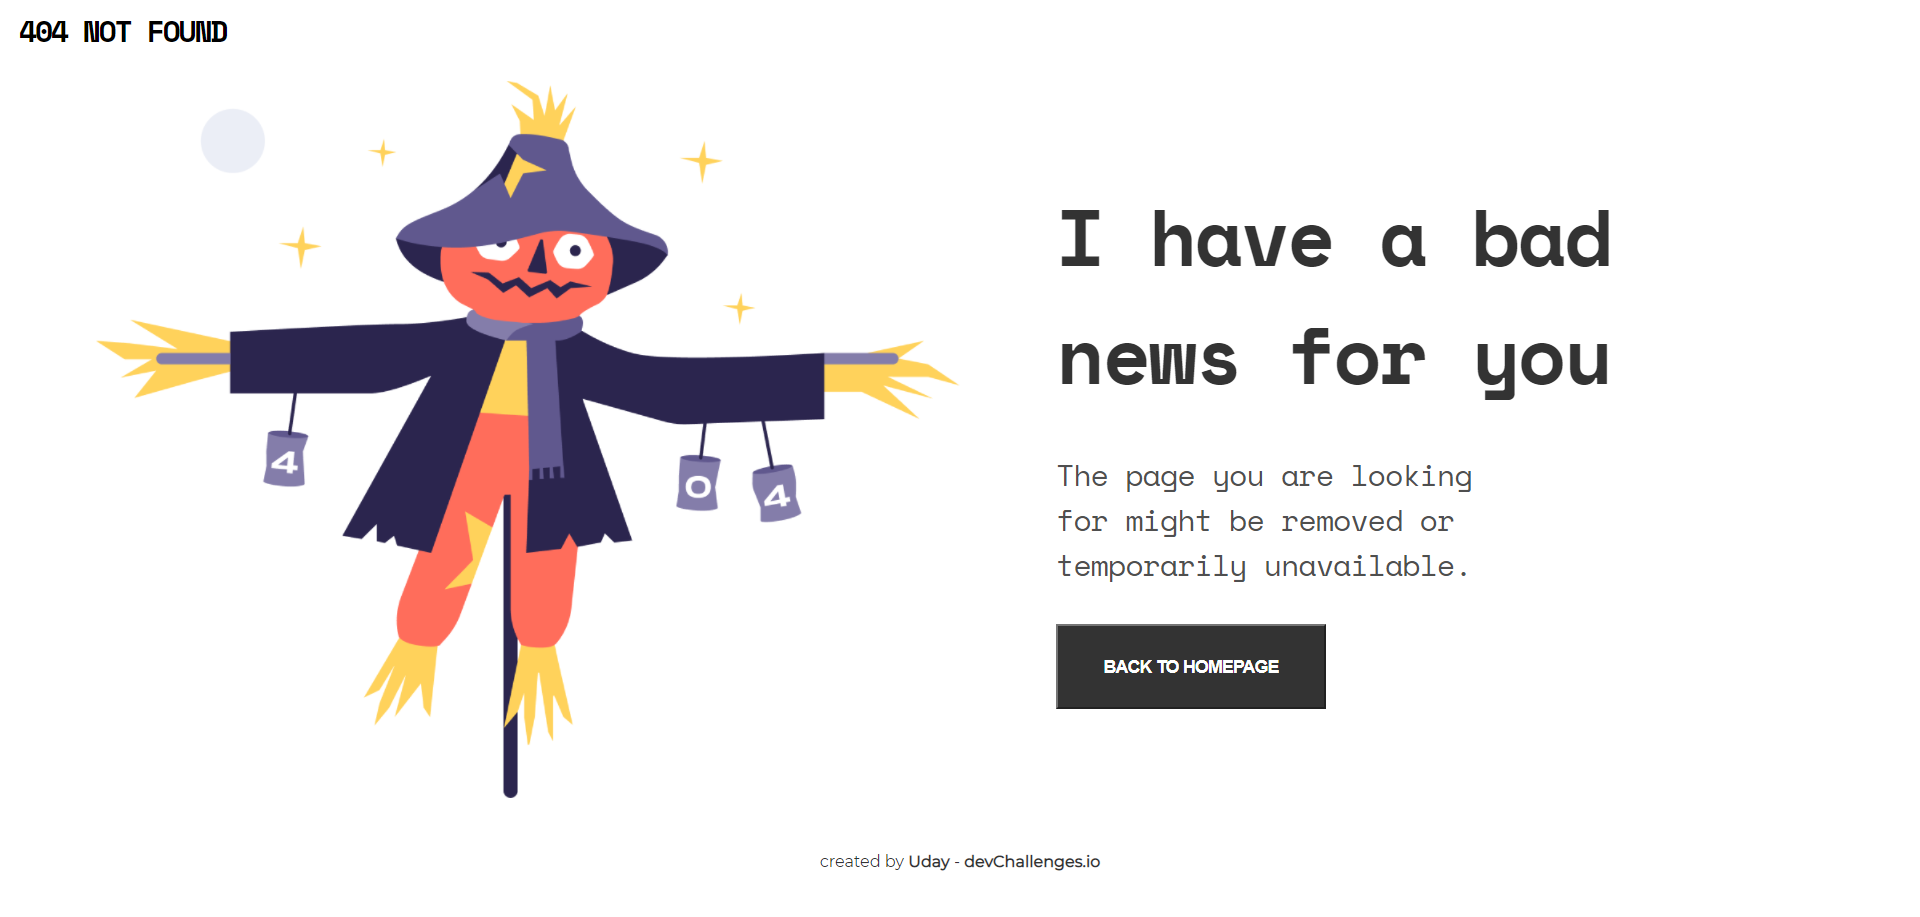 404 NOT FOUND
I have a bad
news for you
4
0
4
The page you are looking
for might be removed or
temporarily unavailable.
BACK TO HOMEPAGE
created by Uday - devChallenges.io